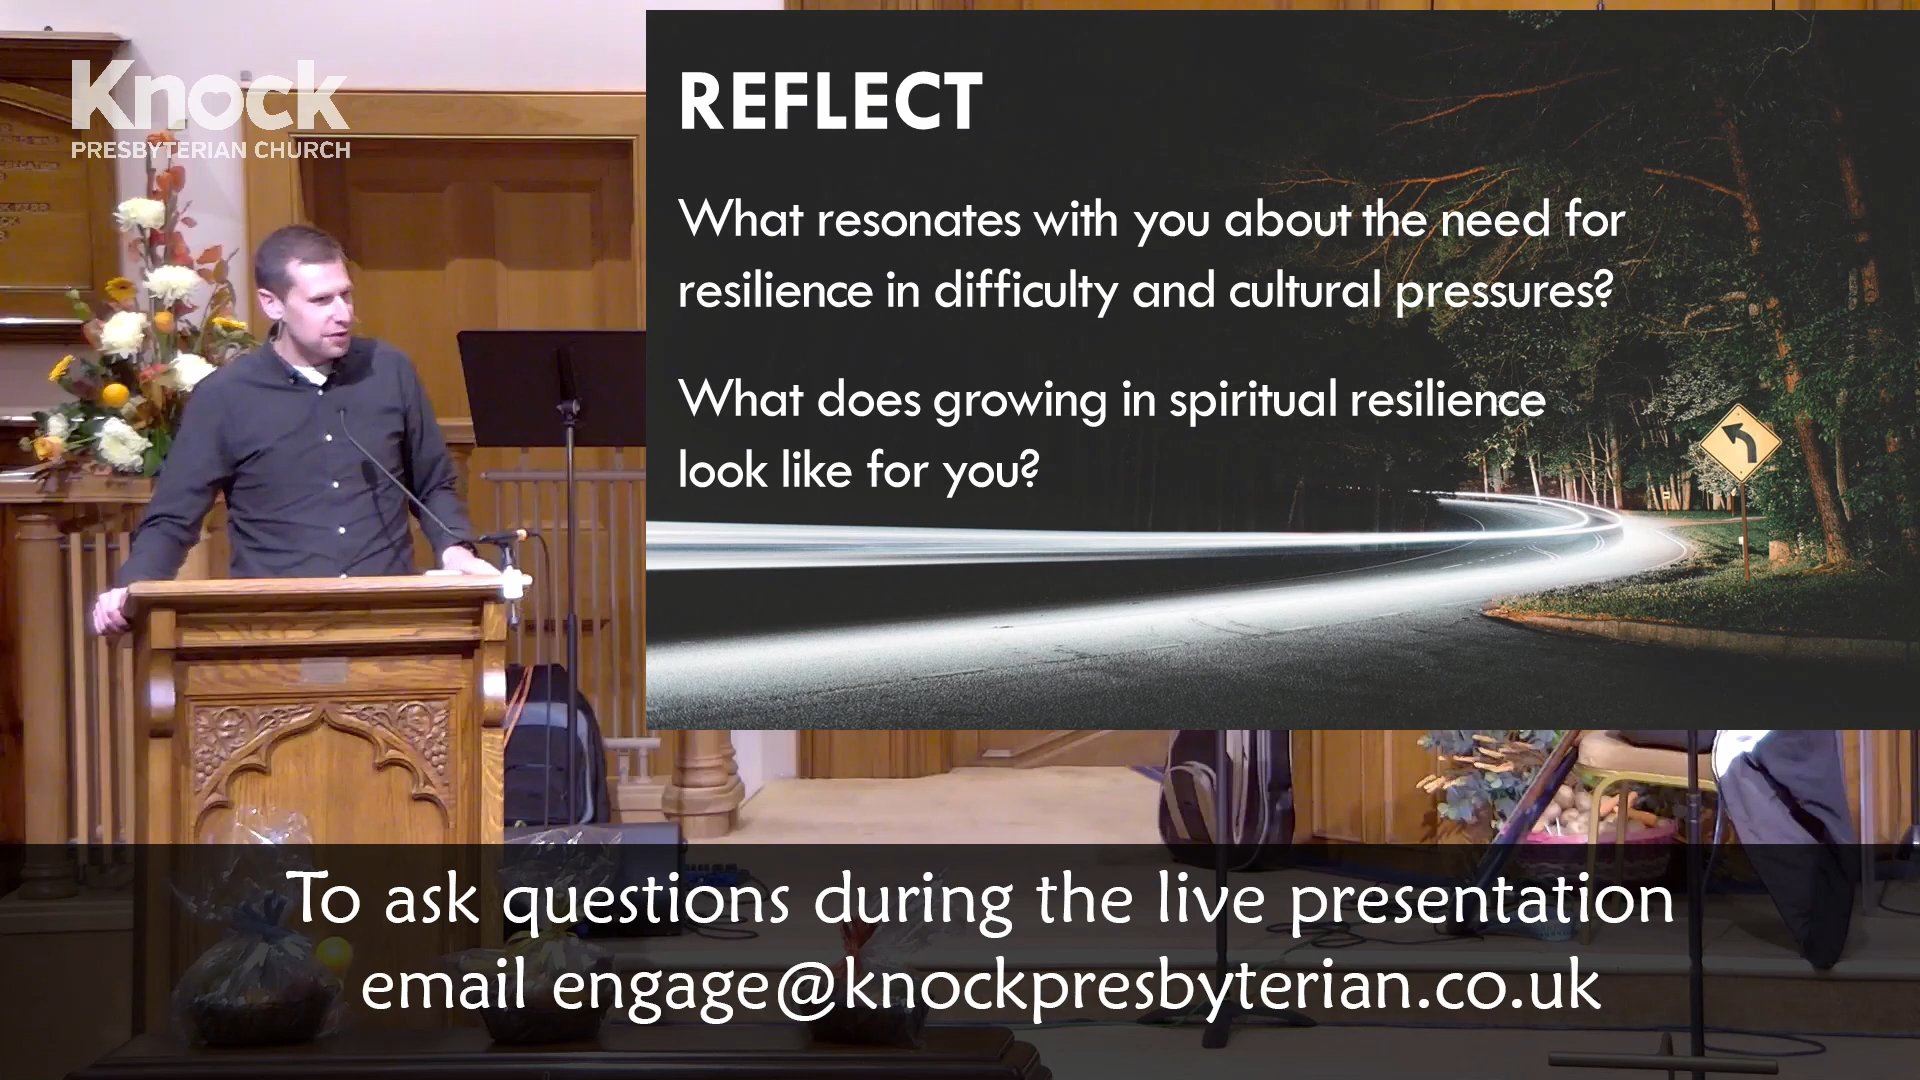 Knock
PRESBYTERIAN CHURCH
REFLECT
What resonates with you about the need for
resilience in difficulty and cultural pressures?
What does growing in spiritual resilience
look like for you?
To ask questions during the live presentation
email engage@knockpresbyterian.co.uk